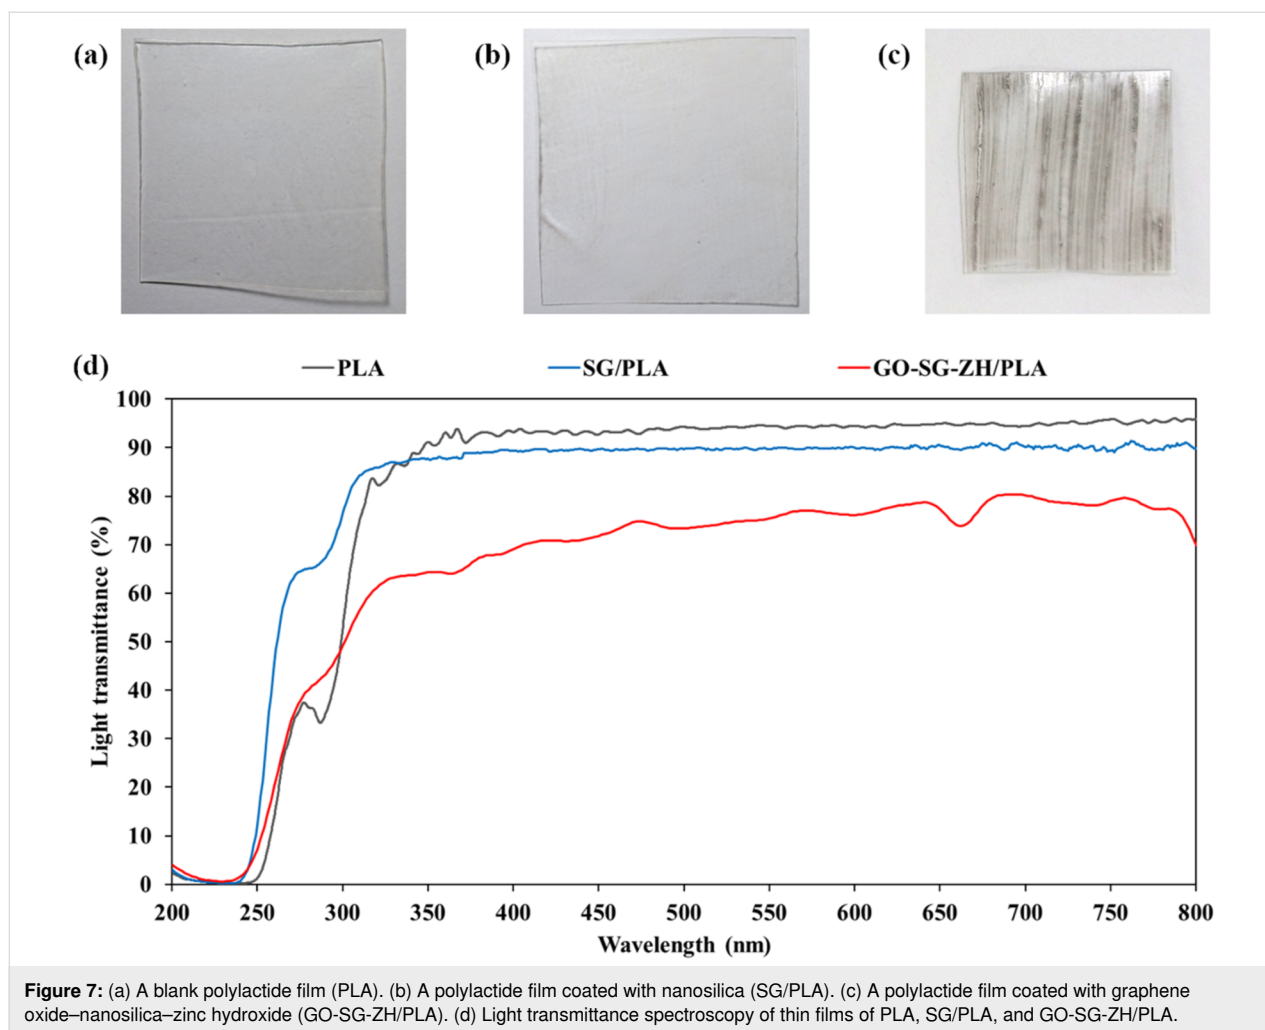 (a) (b) (c)
(d) PLA SG/PLA GO-SG-ZH/PLA
100
90
80
70
60
50
40
30
20
10
0
Light transmittance (%)
200 250 300 350 400 450 500 550 600 650 700 750 800
Wavelength (nm)
Figure 7: (a) A blank polylactide film (PLA). (b) A polylactide film coated with nanosilica (SG/PLA). (c) A polylactide film coated with graphene
oxide–nanosilica–zinc hydroxide (GO-SG-ZH/PLA). (d) Light transmittance spectroscopy of thin films of PLA, SG/PLA, and GO-SG-ZH/PLA.